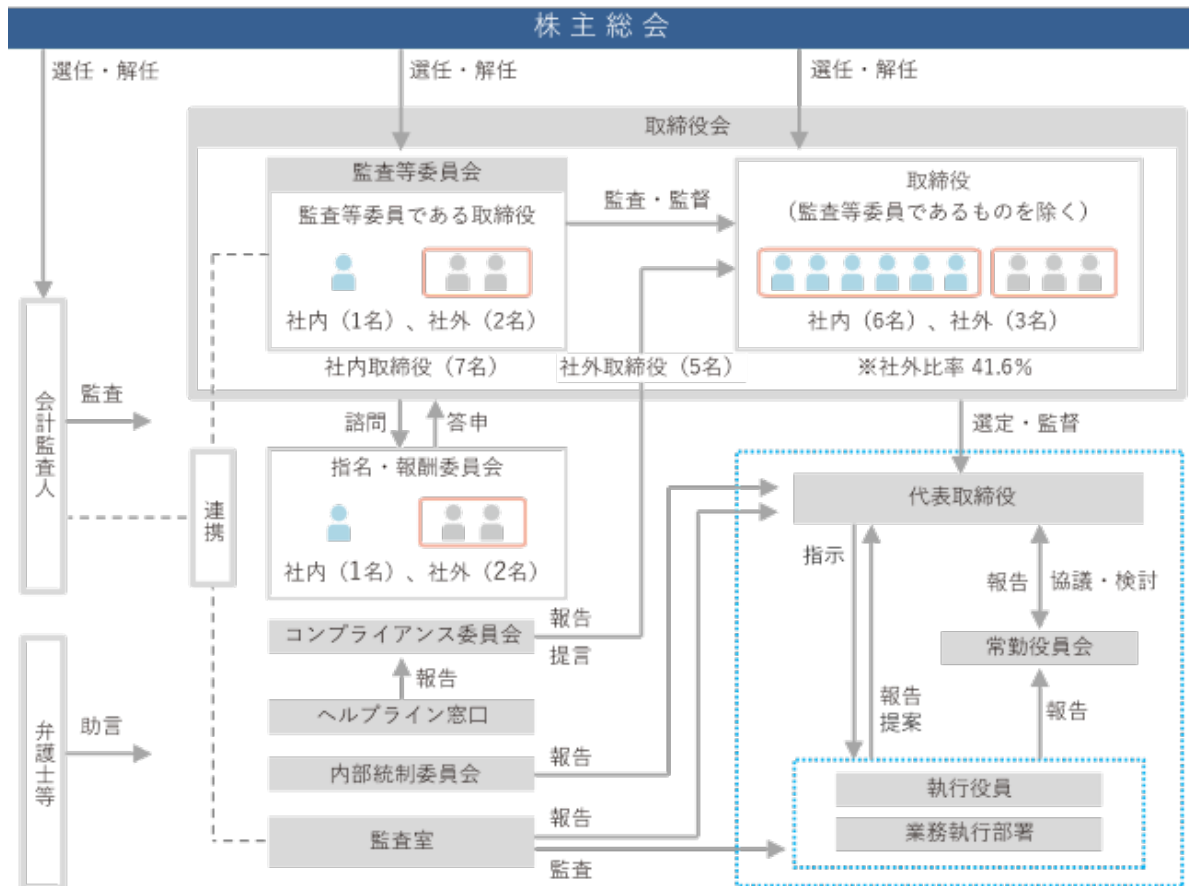 株主総会
選任・解任
選任・解任
選任・解任
取締役会
監査等委員会
監査等委員である取締役
社内（1名）、社外（2名）
監査・監督
取締役
（監査等委員であるものを除く）
社内（6名）、社外（3名）
社内取締役（7名）
社外取締役（5名）
※社外比率 41.6%
会計監査人
監査
諮問
答申
選定・監督
指名・報酬委員会
社内（1名）、社外（2名）
連携
代表取締役
指示
報告
協議・検討
コンプライアンス委員会
報告
提言
常勤役員会
報告
ヘルプライン窓口
報告
提案
報告
弁護士等
助言
内部統制委員会
報告
執行役員
業務執行部署
監査室
報告
監査